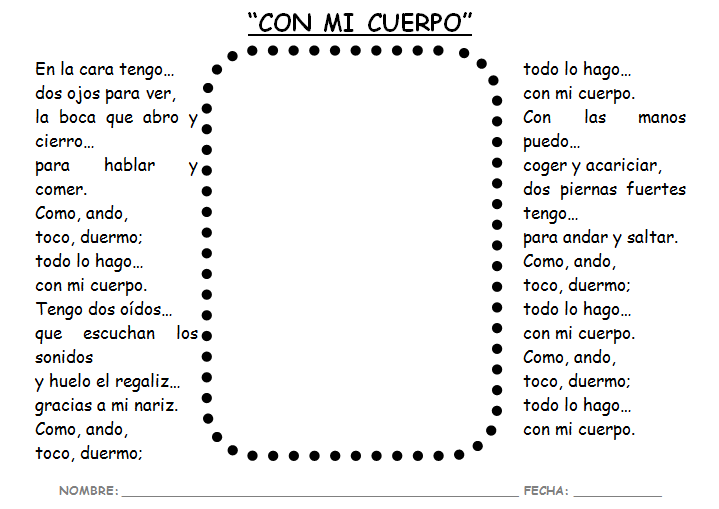 “CON MI CUERPO”
En la cara tengo…
dos ojos para ver,
la boca que abro y
cierro…
para hablar y
comer.
Como, ando,
toco, duermo;
todo lo hago…
con mi cuerpo.
Tengo dos oídos…
que escuchan los
sonidos
y huelo el regaliz…
gracias a mi nariz.
Como, ando,
toco, duermo;
todo lo hago…
con mi cuerpo.
Con las manos
puedo…
coger y acariciar,
dos piernas fuertes
tengo…
para andar y saltar.
Como, ando,
toco, duermo;
todo lo hago…
con mi cuerpo.
Como, ando,
toco, duermo;
todo lo hago…
con mi cuerpo.
NOMBRE: FECHA: